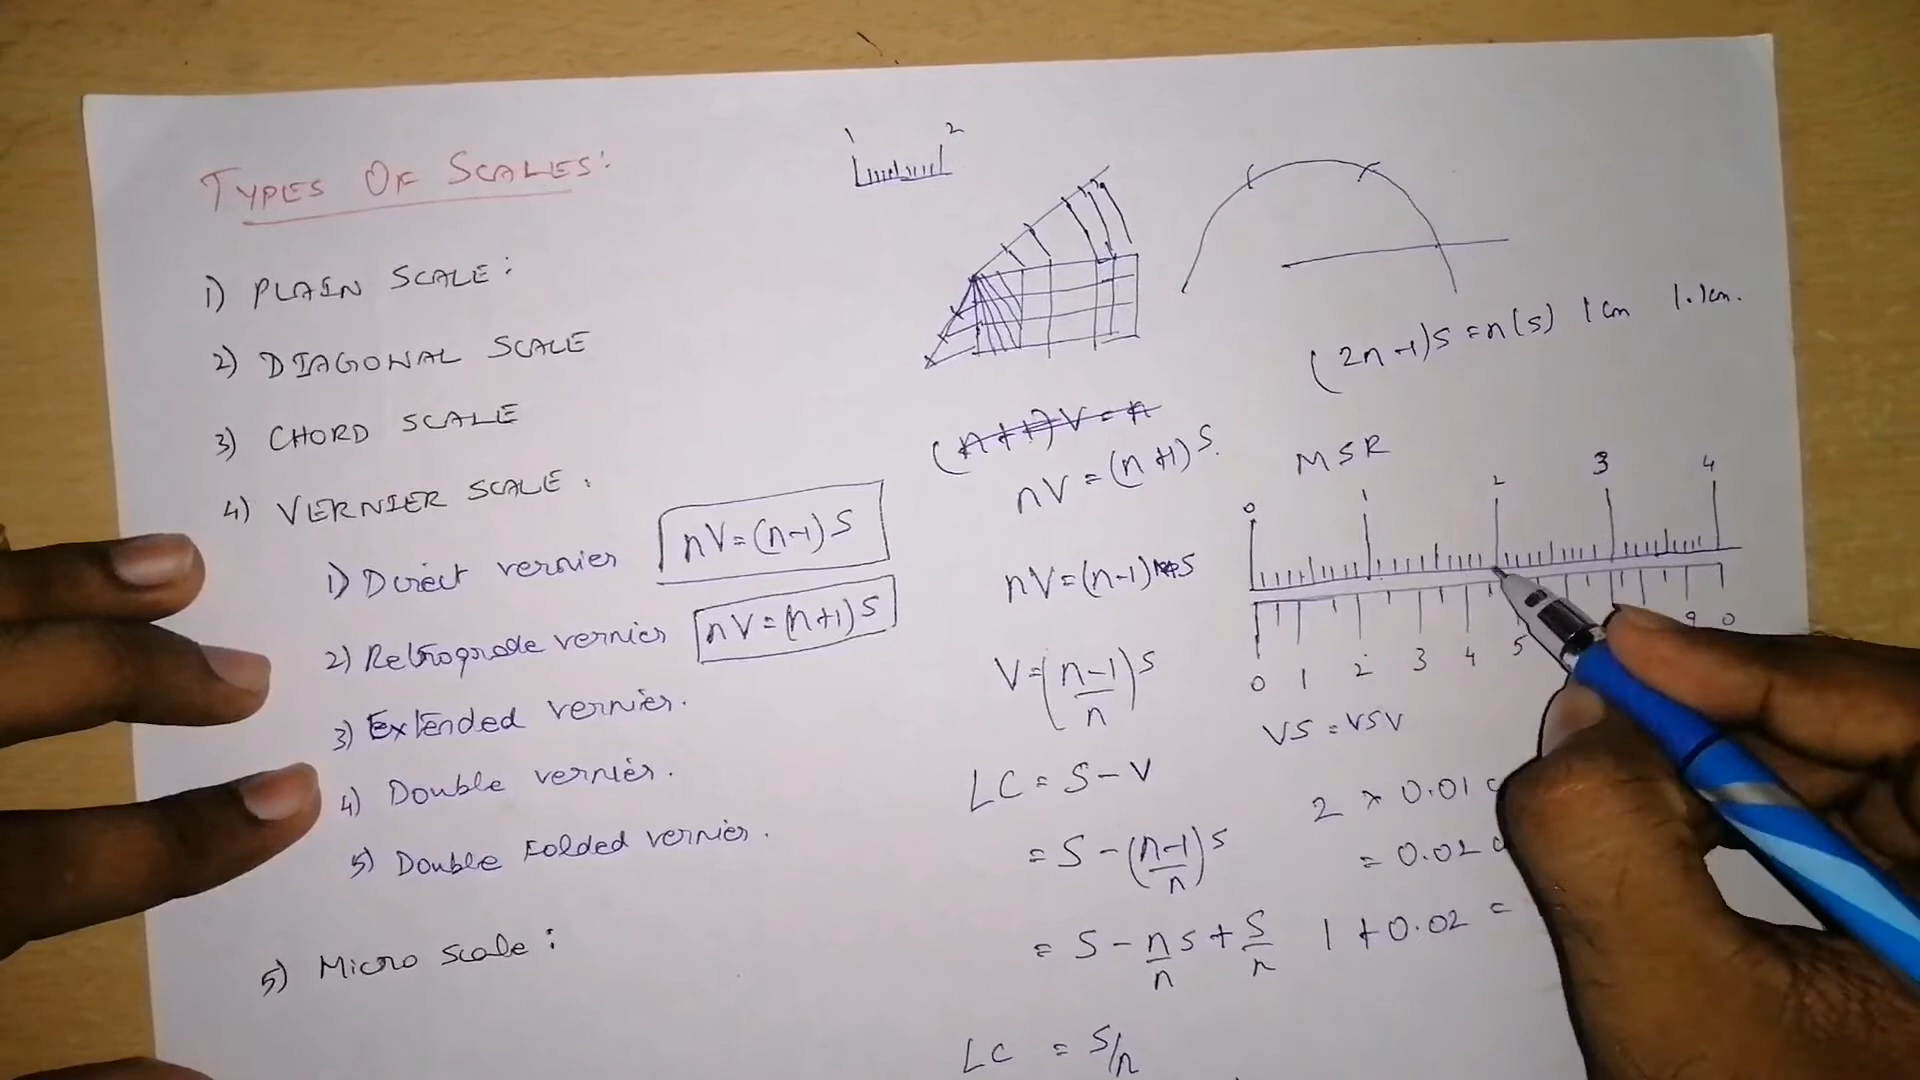 TYPES OF SCALES:
1) PLAIN SCALE:
2) DIAGONAL SCALE
3) CHORD SCALE
4) VERNIER SCALE:
1) Direct vernier nV=(n-1)S
2) Retrograde vernier nV=(n+1)S
3) Extended vernier.
4) Double vernier.
5) Double Folded vernier.
5) Micro scale:
1 2
(n+1)V=n
nV=(n+1)S.
nV=(n-1)S
V=(n-1/n)S
LC=S-V
=S-(n-1/n)S
=S-n/n S+S/n
LC = S/n
(2n-1)S=n(S) 1cm 1.1cm.
MSR
0 1 2 3 4
0 1 2 3 4 5 9 0
VS=VSV
2 × 0.01
= 0.02
1+0.02 =